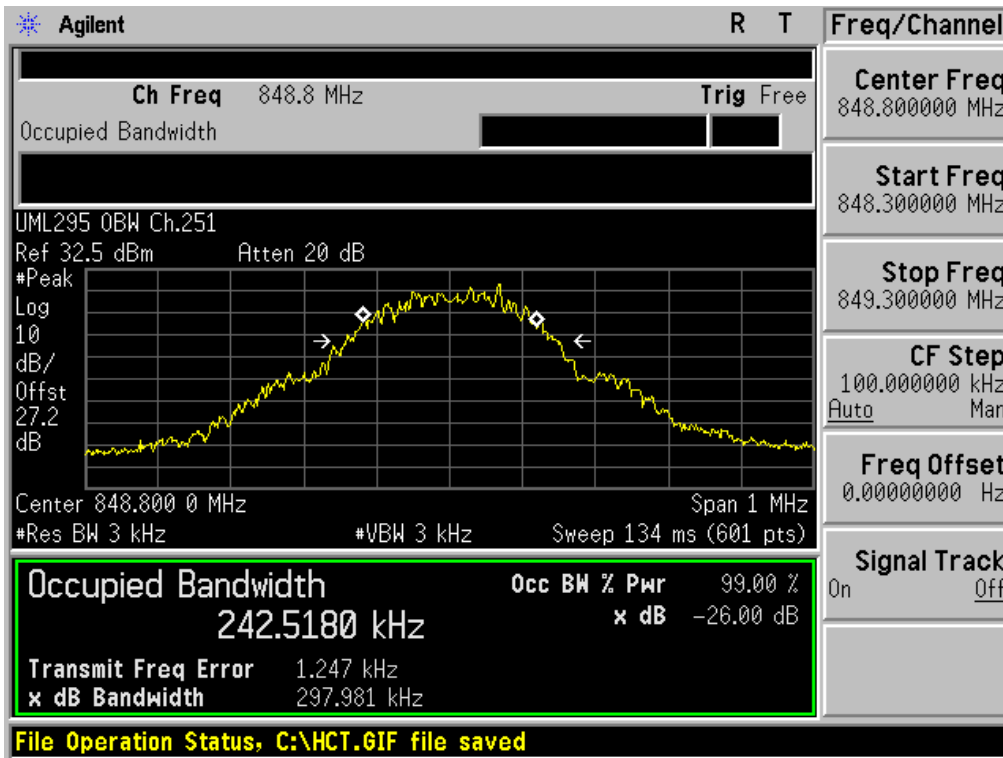 Agilent R T Freq/Channel
Ch Freq 848.8 MHz Trig Free
Occupied Bandwidth
Center Freq
848.800000 MHz
Start Freq
848.300000 MHz
UML295 OBW Ch.251
Ref 32.5 dBm Atten 20 dB
#Peak
Log
10
dB/
Offst
27.2
dB
Stop Freq
849.300000 MHz
CF Step
100.000000 kHz
Auto Man
Freq Offset
0.00000000 Hz
Center 848.800 0 MHz Span 1 MHz
#Res BW 3 kHz #VBW 3 kHz Sweep 134 ms (601 pts)
Signal Track
On Off
Occupied Bandwidth
242.5180 kHz
Occ BW % Pwr 99.00 %
x dB -26.00 dB
Transmit Freq Error 1.247 kHz
x dB Bandwidth 297.981 kHz
File Operation Status, C:\HCT.GIF file saved